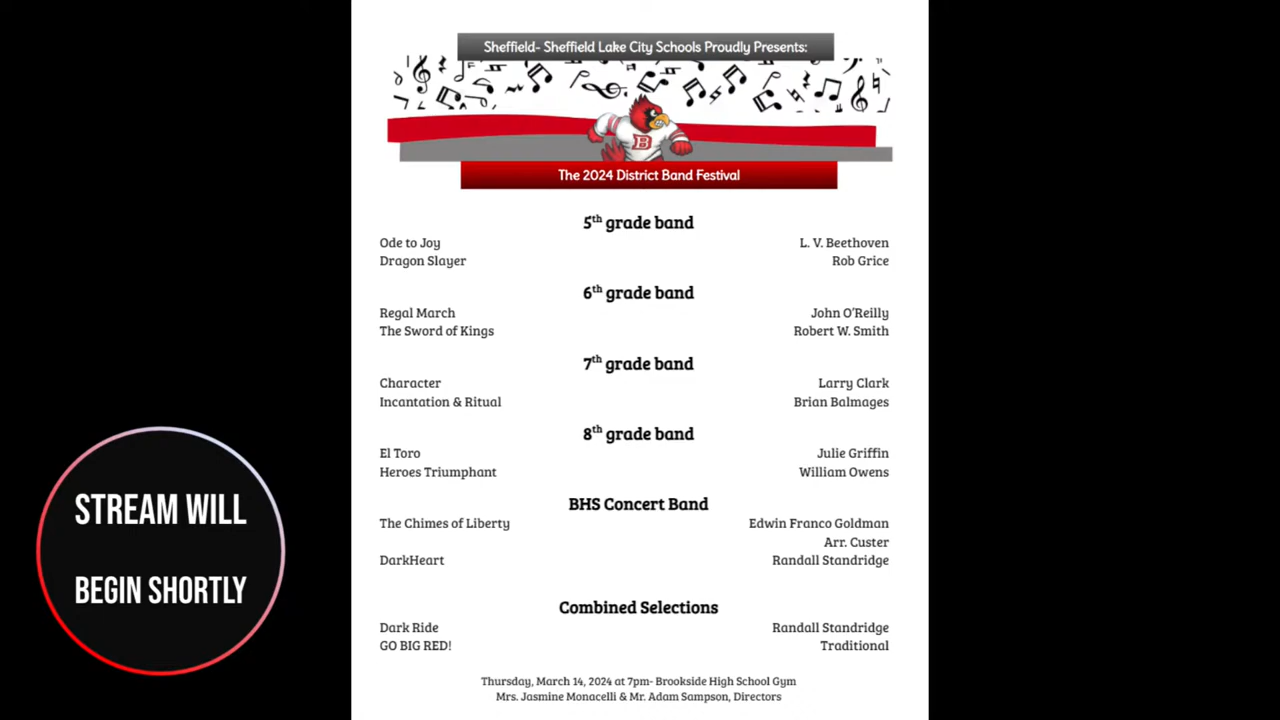 Sheffield- Sheffield Lake City Schools Proudly Presents:
B
The 2024 District Band Festival
5th grade band
Ode to Joy L. V. Beethoven
Dragon Slayer Rob Grice
6th grade band
Regal March John O'Reilly
The Sword of Kings Robert W. Smith
7th grade band
Character Larry Clark
Incantation & Ritual Brian Balmages
8th grade band
El Toro Julie Griffin
Heroes Triumphant William Owens
BHS Concert Band
The Chimes of Liberty Edwin Franco Goldman
Arr. Custer
DarkHeart Randall Standridge
Combined Selections
Dark Ride Randall Standridge
GO BIG RED! Traditional
Thursday, March 14, 2024 at 7pm- Brookside High School Gym
Mrs. Jasmine Monacelli & Mr. Adam Sampson, Directors
STREAM WILL
BEGIN SHORTLY